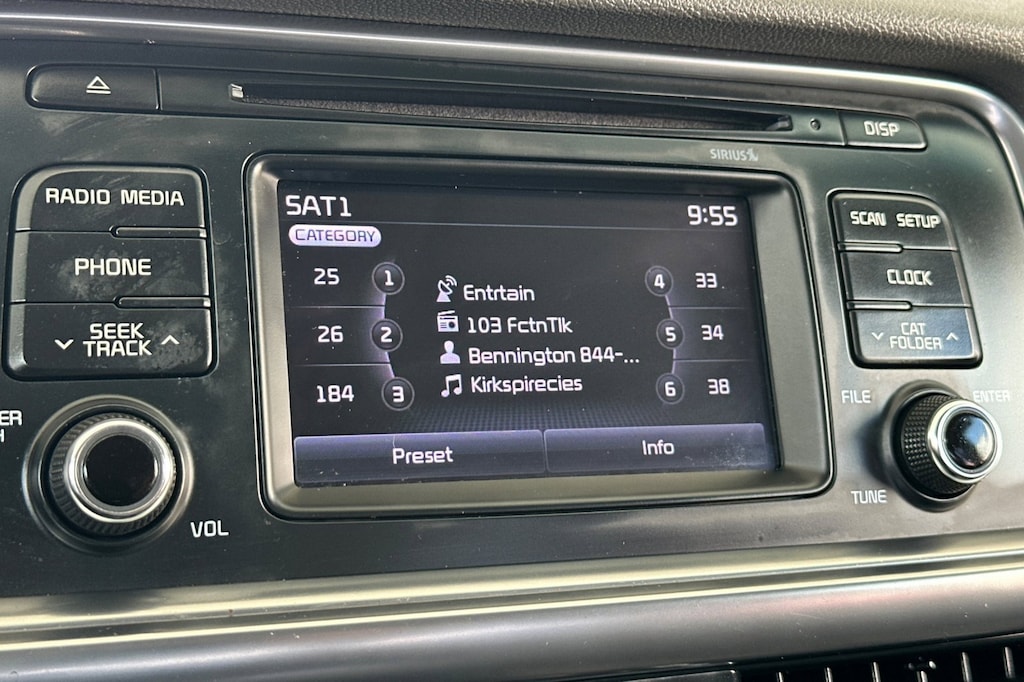 DISP
SIRIUS
RADIO MEDIA
PHONE
SEEK
TRACK
VOL
SAT1
9:55
CATEGORY
25 1
26 2
184 3
Entrtain
103 FctnTlk
Bennington 844-...
Kirkspirecies
4 33
5 34
6 38
Preset
Info
SCAN SETUP
CLOCK
CAT
FOLDER
FILE
ENTER
TUNE